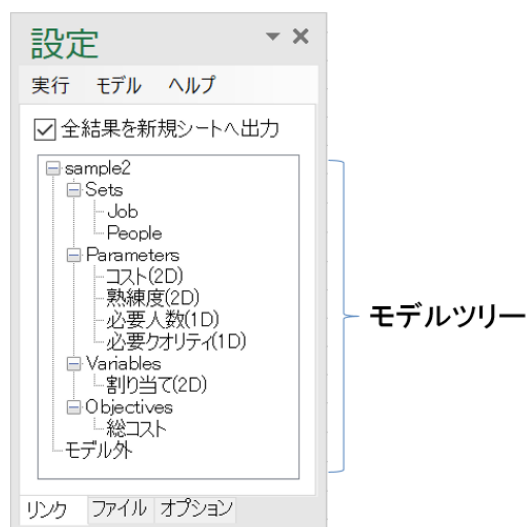 設定
実行 モデル ヘルプ
全結果を新規シートへ出力
sample2
Sets
Job
People
Parameters
コスト(2D)
熟練度(2D)
必要人数(1D)
必要クオリティ(1D)
Variables
割り当て(2D)
Objectives
総コスト
モデル外
モデルツリー
リンク ファイル オプション